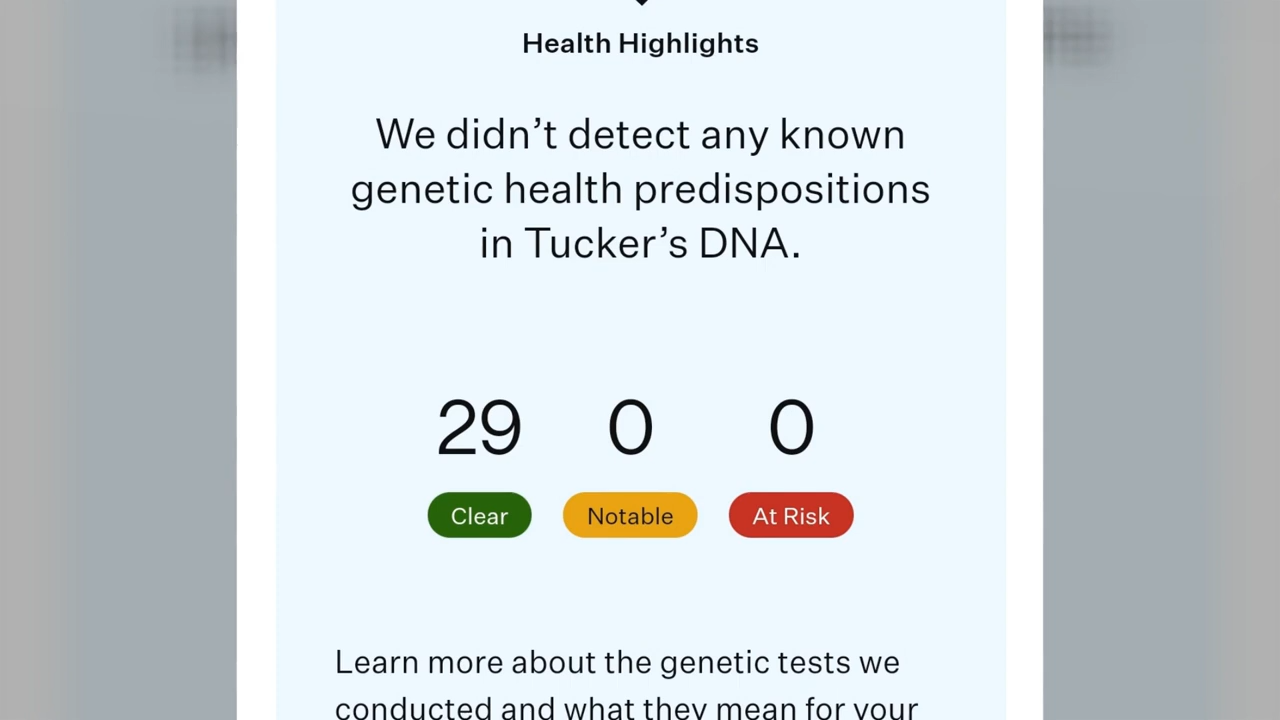 Health Highlights
We didn’t detect any known
genetic health predispositions
in Tucker’s DNA.
29 0 0
Clear Notable At Risk
Learn more about the genetic tests we
conducted and what they mean for your